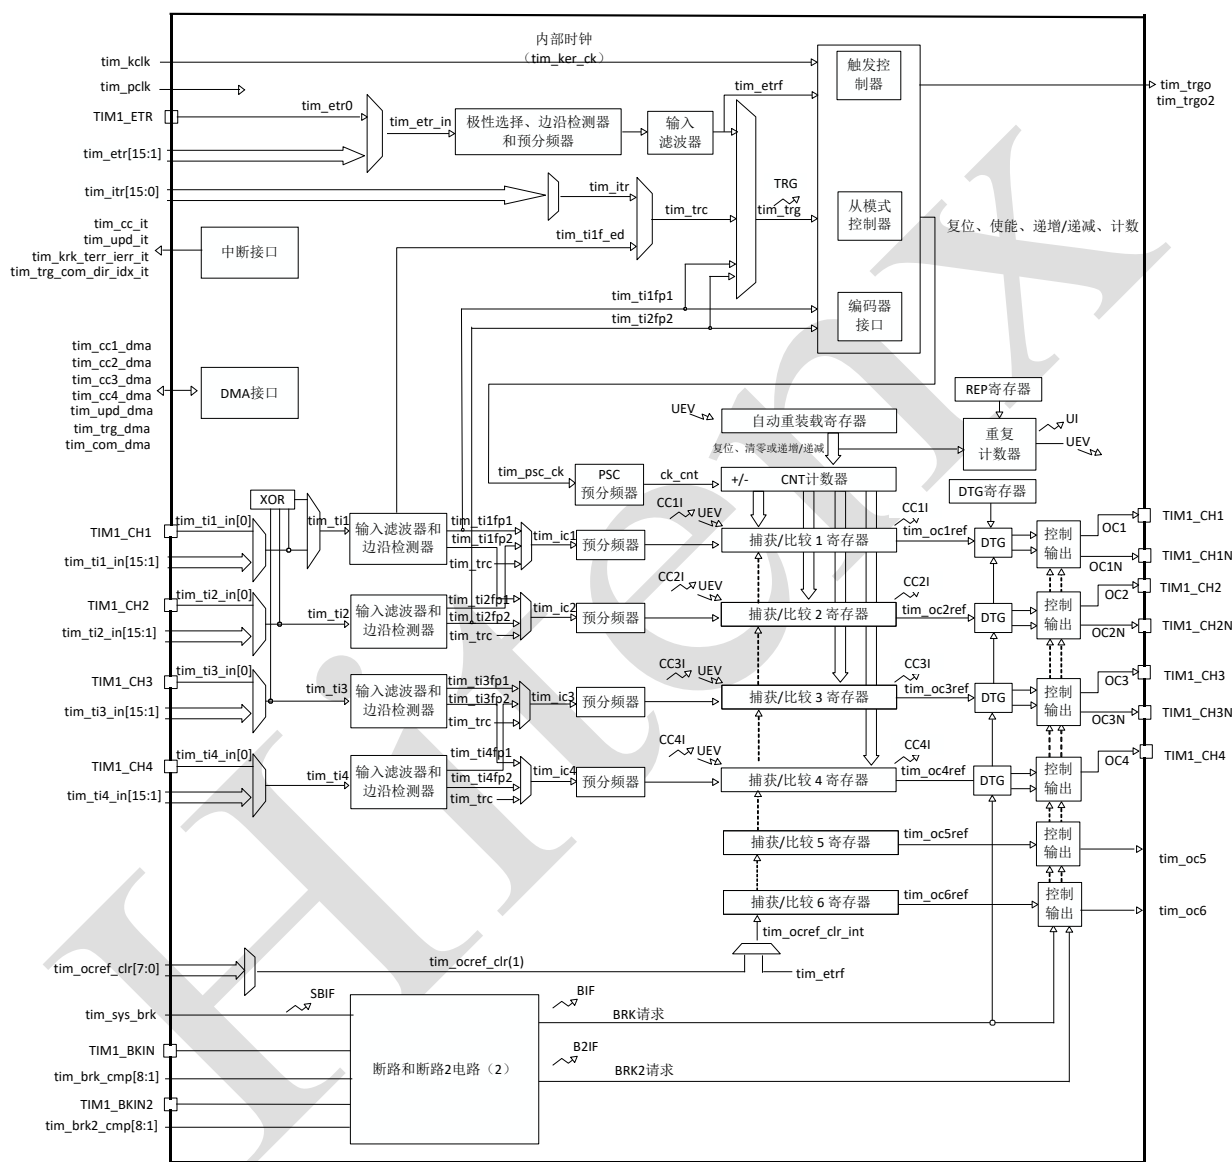 内部时钟
（tim_ker_ck）
tim_kclk
tim_pclk
TIM1_ETR
tim_etr0
tim_etr[15:1]
tim_etr_in
极性选择、边沿检测器
和预分频器
输入
滤波器
tim_etrf
触发控
制器
tim_trgo
tim_trgo2
tim_itr[15:0]
tim_itr
tim_ti1f_ed
tim_trc
TRG
tim_trg
从模式
控制器
复位、使能、递增/递减、计数
tim_cc_it
tim_upd_it
tim_krk_terr_ierr_it
tim_trg_com_dir_idx_it
中断接口
tim_ti1fp1
tim_ti2fp2
编码器
接口
tim_cc1_dma
tim_cc2_dma
tim_cc3_dma
tim_cc4_dma
tim_upd_dma
tim_trg_dma
tim_com_dma
DMA接口
REP寄存器
UEV
自动重装载寄存器
重复
计数器
UI
UEV
复位、清零或递增/递减
tim_psc_ck
PSC
预分频器
ck_cnt
+/-
CNT计数器
DTG寄存器
XOR
TIM1_CH1
tim_ti1_in[0]
tim_ti1_in[15:1]
tim_ti1
输入滤波器和
边沿检测器
tim_ti1fp1
tim_ti1fp2
tim_trc
tim_ic1
预分频器
CC1I
UEV
捕获/比较 1 寄存器
CC1I
tim_oc1ref
DTG
控制
输出
OC1
OC1N
TIM1_CH1
TIM1_CH1N
TIM1_CH2
tim_ti2_in[0]
tim_ti2_in[15:1]
tim_ti2
输入滤波器和
边沿检测器
tim_ti2fp1
tim_ti2fp2
tim_trc
tim_ic2
预分频器
CC2I
UEV
捕获/比较 2 寄存器
CC2I
tim_oc2ref
DTG
控制
输出
OC2
OC2N
TIM1_CH2
TIM1_CH2N
TIM1_CH3
tim_ti3_in[0]
tim_ti3_in[15:1]
tim_ti3
输入滤波器和
边沿检测器
tim_ti3fp1
tim_ti3fp2
tim_trc
tim_ic3
预分频器
CC3I
UEV
捕获/比较 3 寄存器
CC3I
tim_oc3ref
DTG
控制
输出
OC3
OC3N
TIM1_CH3
TIM1_CH3N
TIM1_CH4
tim_ti4_in[0]
tim_ti4_in[15:1]
tim_ti4
输入滤波器和
边沿检测器
tim_ti4fp1
tim_ti4fp2
tim_trc
tim_ic4
预分频器
CC4I
UEV
捕获/比较 4 寄存器
CC4I
tim_oc4ref
DTG
控制
输出
OC4
TIM1_CH4
捕获/比较 5 寄存器
tim_oc5ref
控制
输出
tim_oc5
捕获/比较 6 寄存器
tim_oc6ref
控制
输出
tim_oc6
tim_ocref_clr_int
tim_ocref_clr[7:0]
tim_ocref_clr(1)
tim_etrf
tim_sys_brk
SBIF
TIM1_BKIN
tim_brk_cmp[8:1]
TIM1_BKIN2
tim_brk2_cmp[8:1]
断路和断路2电路（2）
BIF
BRK请求
B2IF
BRK2请求
Hitenx